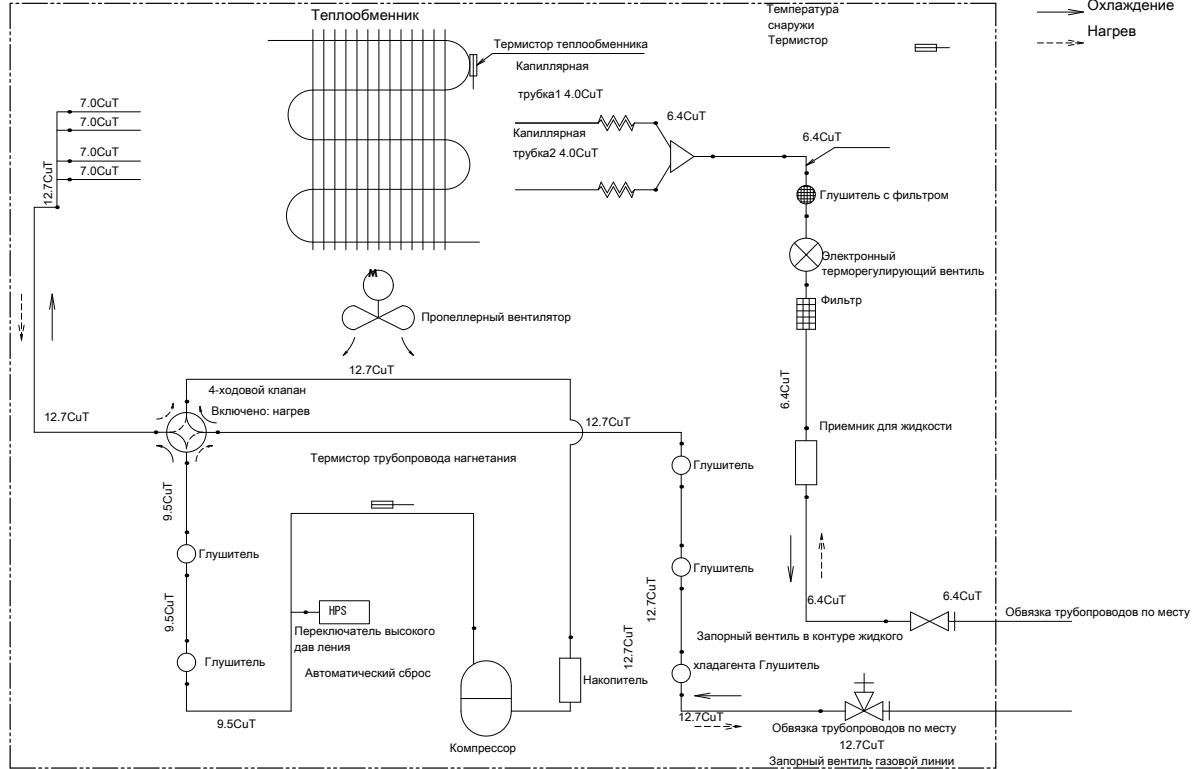 Теплообменник
Температура
снаружи
Термистор
Охлаждение
Нагрев
Термистор теплообменника
Капиллярная
трубка1 4.0CuT
6.4CuT
Капиллярная
трубка2 4.0CuT
6.4CuT
7.0CuT
7.0CuT
7.0CuT
7.0CuT
12.7CuT
Глушитель с фильтром
Электронный
терморегулирующий вентиль
Фильтр
M
Пропеллерный вентилятор
12.7CuT
4-ходовой клапан
Включено: нагрев
12.7CuT
12.7CuT
6.4CuT
Приемник для жидкости
Термистор трубопровода нагнетания
Глушитель
9.5CuT
Глушитель
Глушитель
9.5CuT
HPS
Переключатель высокого
дав ления
Автоматический сброс
Глушитель
9.5CuT
Компрессор
Накопитель
12.7CuT
12.7CuT
6.4CuT
6.4CuT
Обвязка трубопроводов по месту
Запорный вентиль в контуре жидкого
хладагента Глушитель
12.7CuT
Обвязка трубопроводов по месту
12.7CuT
Запорный вентиль газовой линии